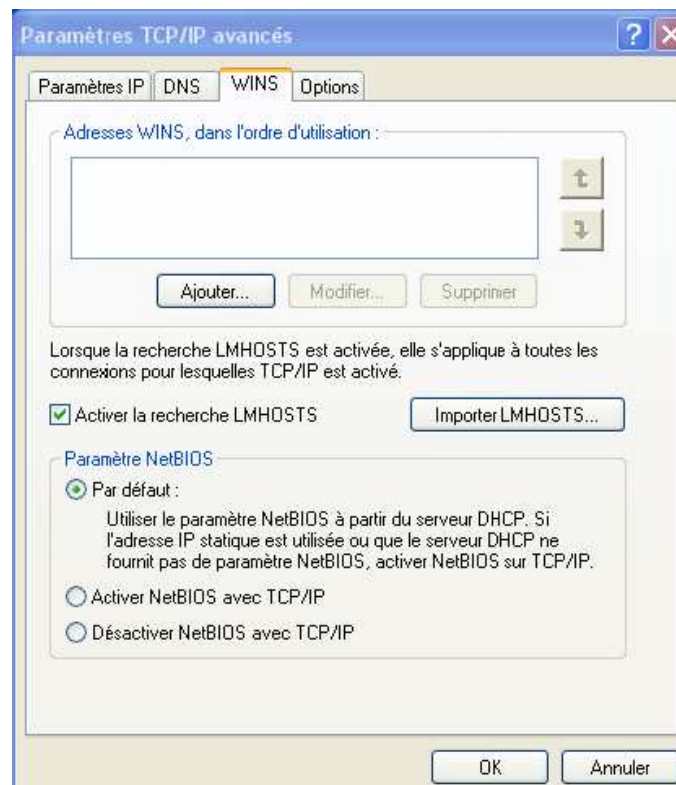 Paramètres TCP/IP avancés
Paramètres IP DNS WINS Options
Adresses WINS, dans l'ordre d'utilisation :
Ajouter... Modifier... Supprimer
Lorsque la recherche LMHOSTS est activée, elle s'applique à toutes les
connexions pour lesquelles TCP/IP est activé.
Activer la recherche LMHOSTS Importer LMHOSTS...
Paramètre NetBIOS
Par défaut :
Utiliser le paramètre NetBIOS à partir du serveur DHCP. Si
l'adresse IP statique est utilisée ou que le serveur DHCP ne
fournit pas de paramètre NetBIOS, activer NetBIOS sur TCP/IP.
Activer NetBIOS avec TCP/IP
Désactiver NetBIOS avec TCP/IP
OK Annuler